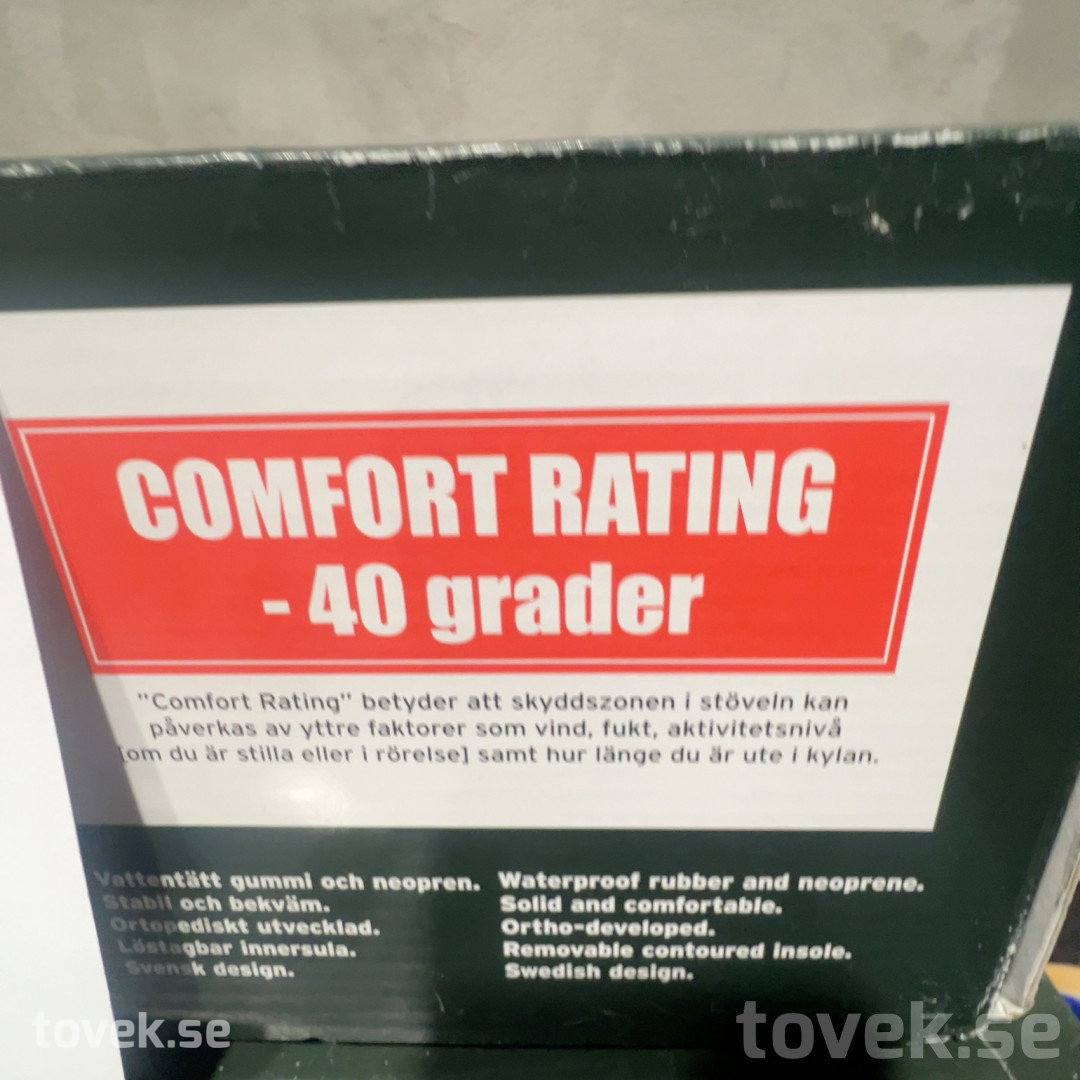 COMFORT RATING
- 40 grader
"Comfort Rating" betyder att skyddszonen i stöveln kan
påverkas av yttre faktorer som vind, fukt, aktivitetsnivå
[om du är stilla eller i rörelse] samt hur länge du är ute i kylan.
Vattentätt gummi och neopren.
Stabil och bekväm.
Ortopediskt utvecklad.
Löstagbar innersula.
Svensk design.
Waterproof rubber and neoprene.
Solid and comfortable.
Ortho-developed.
Removable contoured insole.
Swedish design.
tovek.se
tovek.se